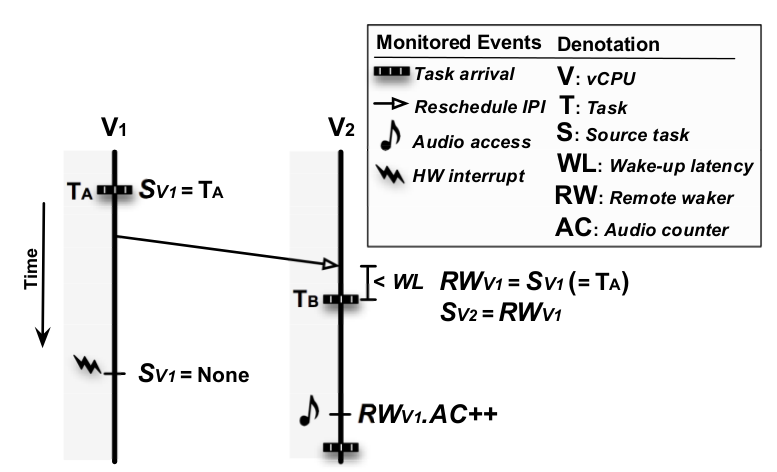 Monitored Events Denotation
Task arrival V: vCPU
Reschedule IPI T: Task
Audio access S: Source task
HW interrupt WL: Wake-up latency
RW: Remote waker
AC: Audio counter
V1 V2
TA SV1 = TA
Time
< WL RWV1 = SV1 (= TA)
TB SV2 = RWV1
SV1 = None
RWV1.AC++